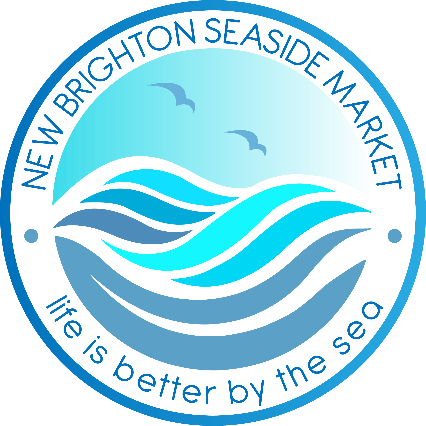 NEW BRIGHTON SEASIDE MARKET
life is better by the sea